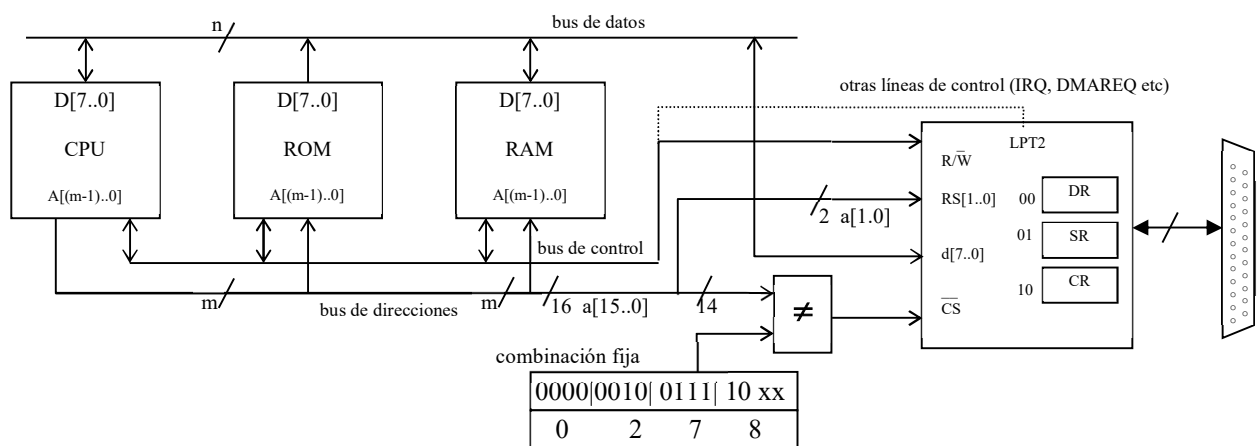 n
bus de datos
D[7..0]
CPU
A[(m-1)..0]
D[7..0]
ROM
A[(m-1)..0]
D[7..0]
RAM
A[(m-1)..0]
otras líneas de control (IRQ, DMAREQ etc)
LPT2
R/W̅
RS[1..0]
00
DR
01
SR
d[7..0]
10
CR
C̅S̅
2 a[1.0]
bus de control
m
bus de direcciones
m
16 a[15..0]
14
≠
combinación fija
0000|0010| 0111| 10 xx
0 2 7 8